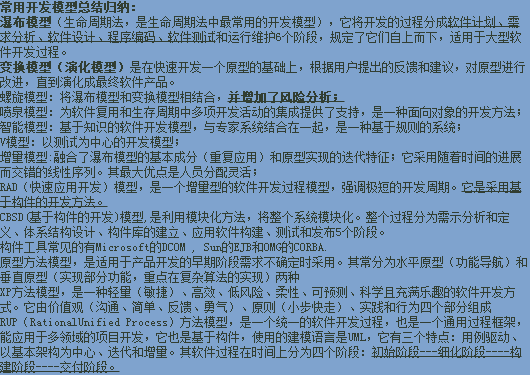 常用开发模型总结归纳：
瀑布模型（生命周期法，是生命周期法中最常用的开发模型），它将开发的过程分成软件计划、需
求分析、软件设计、程序编码、软件测试和运行维护6个阶段，规定了它们自上而下，适用于大型
软件开发过程。
变换模型（演化模型）是在快速开发一个原型的基础上，根据用户提出的反馈和建议，对原型进行
改进，直到演化成最终软件产品。
螺旋模型：将瀑布模型和变换模型相结合，并增加了风险分析；
喷泉模型：为软件复用和生存周期中多项开发活动的集成提供了支持，是一种面向对象的开发方法；
智能模型：基于知识的软件开发模型，与专家系统结合在一起，是一种基于规则的系统；
V模型：以测试为中心的开发模型；
增量模型:融合了瀑布模型的基本成分（重复应用）和原型实现的迭代特征；它采用随着时间的进展
而交错的线性序列。其最大优点是人员分配灵活；
RAD（快速应用开发）模型，是一个增量型的软件开发过程模型，强调极短的开发周期。它是采用基
于构件的开发方法。
CBSD(基于构件的开发)模型,是利用模块化方法，将整个系统模块化。整个过程分为需示分析和定
义、体系结构设计、构件库的建立、应用软件构建、测试和发布5个阶段。
构件工具常见的有Microsoft的DCOM , Sun的EJB和OMG的CORBA.
原型方法模型，是适用于产品开发的早期阶段需求不确定时采用。其常分为水平原型（功能导航）和
垂直原型（实现部分功能，重点在复杂算法的实现）两种
XP方法模型，是一种轻量（敏捷）、高效、低风险、柔性、可预测、科学且充满乐趣的软件开发方
式。它由价值观（沟通、简单、反馈、勇气）、原则（小步快走）、实践和行为四个部分组成
RUP（RationalUnified Process）方法模型，是一个统一的软件开发过程，也是一个通用过程框架，
能应用于多领域的项目开发，它也是基于构件，使用的建模语言是UML，它有三个特点：用例驱动、
以基本架构为中心、迭代和增量。其软件过程在时间上分为四个阶段：初始阶段---细化阶段----构
建阶段----交付阶段。